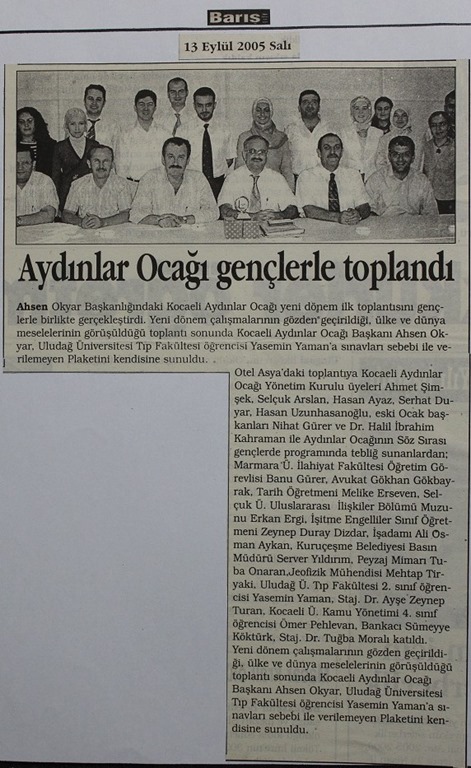 Barış
13 Eylül 2005 Salı
Aydınlar Ocağı gençlerle toplandı
Ahsen Okyar Başkanlığındaki Kocaeli Aydınlar Ocağı yeni dönem ilk toplantısını genç-
lerle birlikte gerçekleştirdi. Yeni dönem çalışmalarının gözden geçirildiği, ülke ve dünya
meselelerinin görüşüldüğü toplantı sonunda Kocaeli Aydınlar Ocağı Başkanı Ahsen Ok-
yar, Uludağ Üniversitesi Tıp Fakültesi öğrencisi Yasemin Yaman'a sınavları sebebi ile ve-
rilemeyen Plaketini kendisine sunuldu.
Otel Asya'daki toplantıya Kocaeli Aydınlar
Ocağı Yönetim Kurulu üyeleri Ahmet Şim-
şek, Selçuk Arslan, Hasan Ayaz, Serhat Du-
yar, Hasan Uzunhasanoğlu, eski Ocak baş-
kanları Nihat Gürer ve Dr. Halil İbrahim
Kahraman ile Aydınlar Ocağının Söz Sırası
gençlerde programında tebliğ sunanlardan;
Marmara Ü. İlahiyat Fakültesi Öğretim Gö-
revlisi Banu Gürer, Avukat Gökhan Gökbay-
rak, Tarih Öğretmeni Melike Erseven, Sel-
çuk Ü. Uluslararası İlişkiler Bölümü Muzu-
nu Erkan Ergi, İşitme Engelliler Sınıf Öğret-
meni Zeynep Duray Dizdar, İşadamı Ali Os-
man Aykan, Kuruçeşme Belediyesi Basın
Müdürü Server Yıldırım, Peyzaj Mimarı Tu-
ba Onaran,Jeofizik Mühendisi Mehtap Tir-
yaki, Uludağ Ü. Tıp Fakültesi 2. sınıf öğren-
cisi Yasemin Yaman, Staj. Dr. Ayşe Zeynep
Turan, Kocaeli Ü. Kamu Yönetimi 4. sınıf
öğrencisi Ömer Pehlevan, Bankacı Sümeyye
Köktürk, Staj. Dr. Tuğba Moralı katıldı.
Yeni dönem çalışmalarının gözden geçirildi-
ği, ülke ve dünya meselelerinin görüşüldüğü
toplantı sonunda Kocaeli Aydınlar Ocağı
Başkanı Ahsen Okyar, Uludağ Üniversitesi
Tıp Fakültesi öğrencisi Yasemin Yaman'a sı-
navları sebebi ile verilemeyen Plaketini ken-
disine sunuldu.